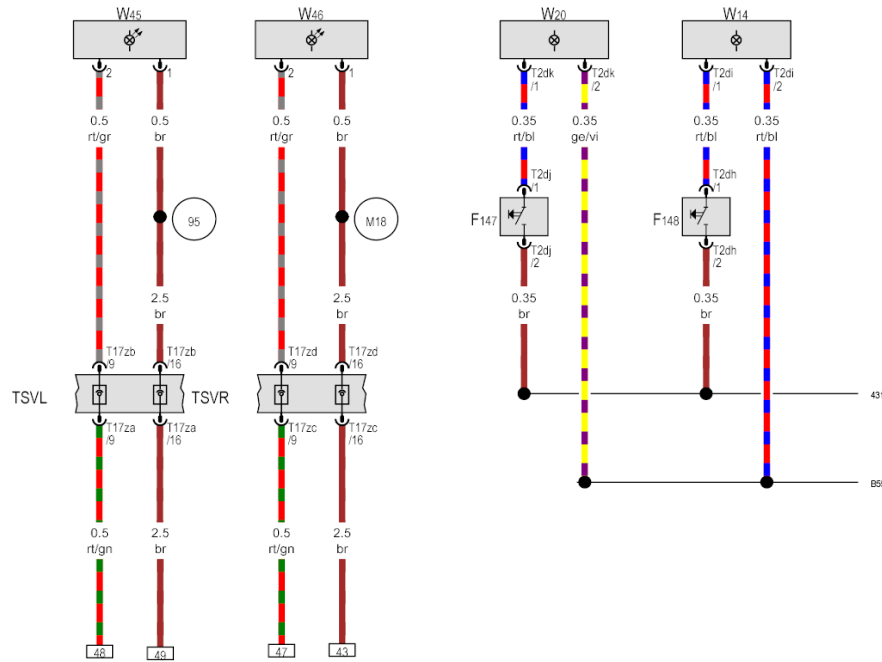 W45 W46 W20 W14
2 1 2 1 T2dk /1 T2dk /2 T2di /1 T2di /2
0.5 0.5 0.5 0.5 0.35 0.35 0.35 0.35
rt/gr br rt/gr br rt/bl ge/vi rt/bl rt/bl
T2dj /1 T2dh /1
95 M18 F147 F148
T2dj /2 T2dh /2
2.5 2.5 0.35 0.35
br br br br
T17zb /9 T17zb /16 T17zd /9 T17zd /16
TSVL TSVR 431
T17za /9 T17za /16 T17zc /9 T17zc /16
B55
0.5 2.5 0.5 2.5
rt/gn br rt/gn br
48 49 47 43